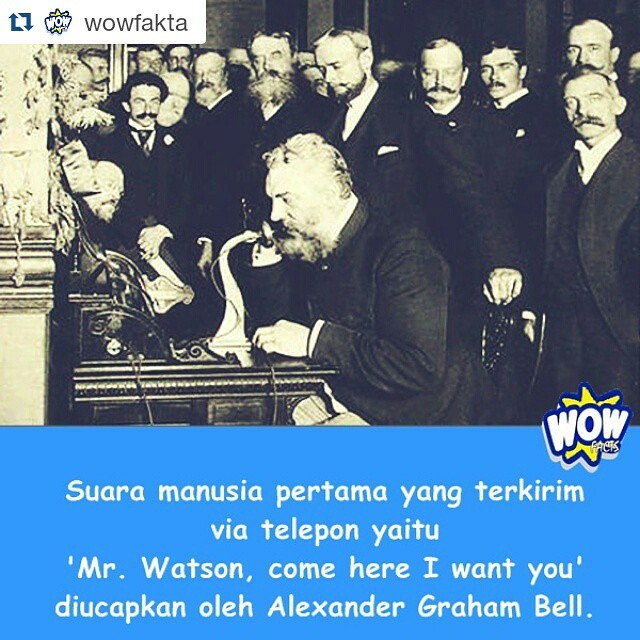 WOW wowfakta
WOW
FACTS
Suara manusia pertama yang terkirim
via telepon yaitu
'Mr. Watson, come here I want you'
diucapkan oleh Alexander Graham Bell.